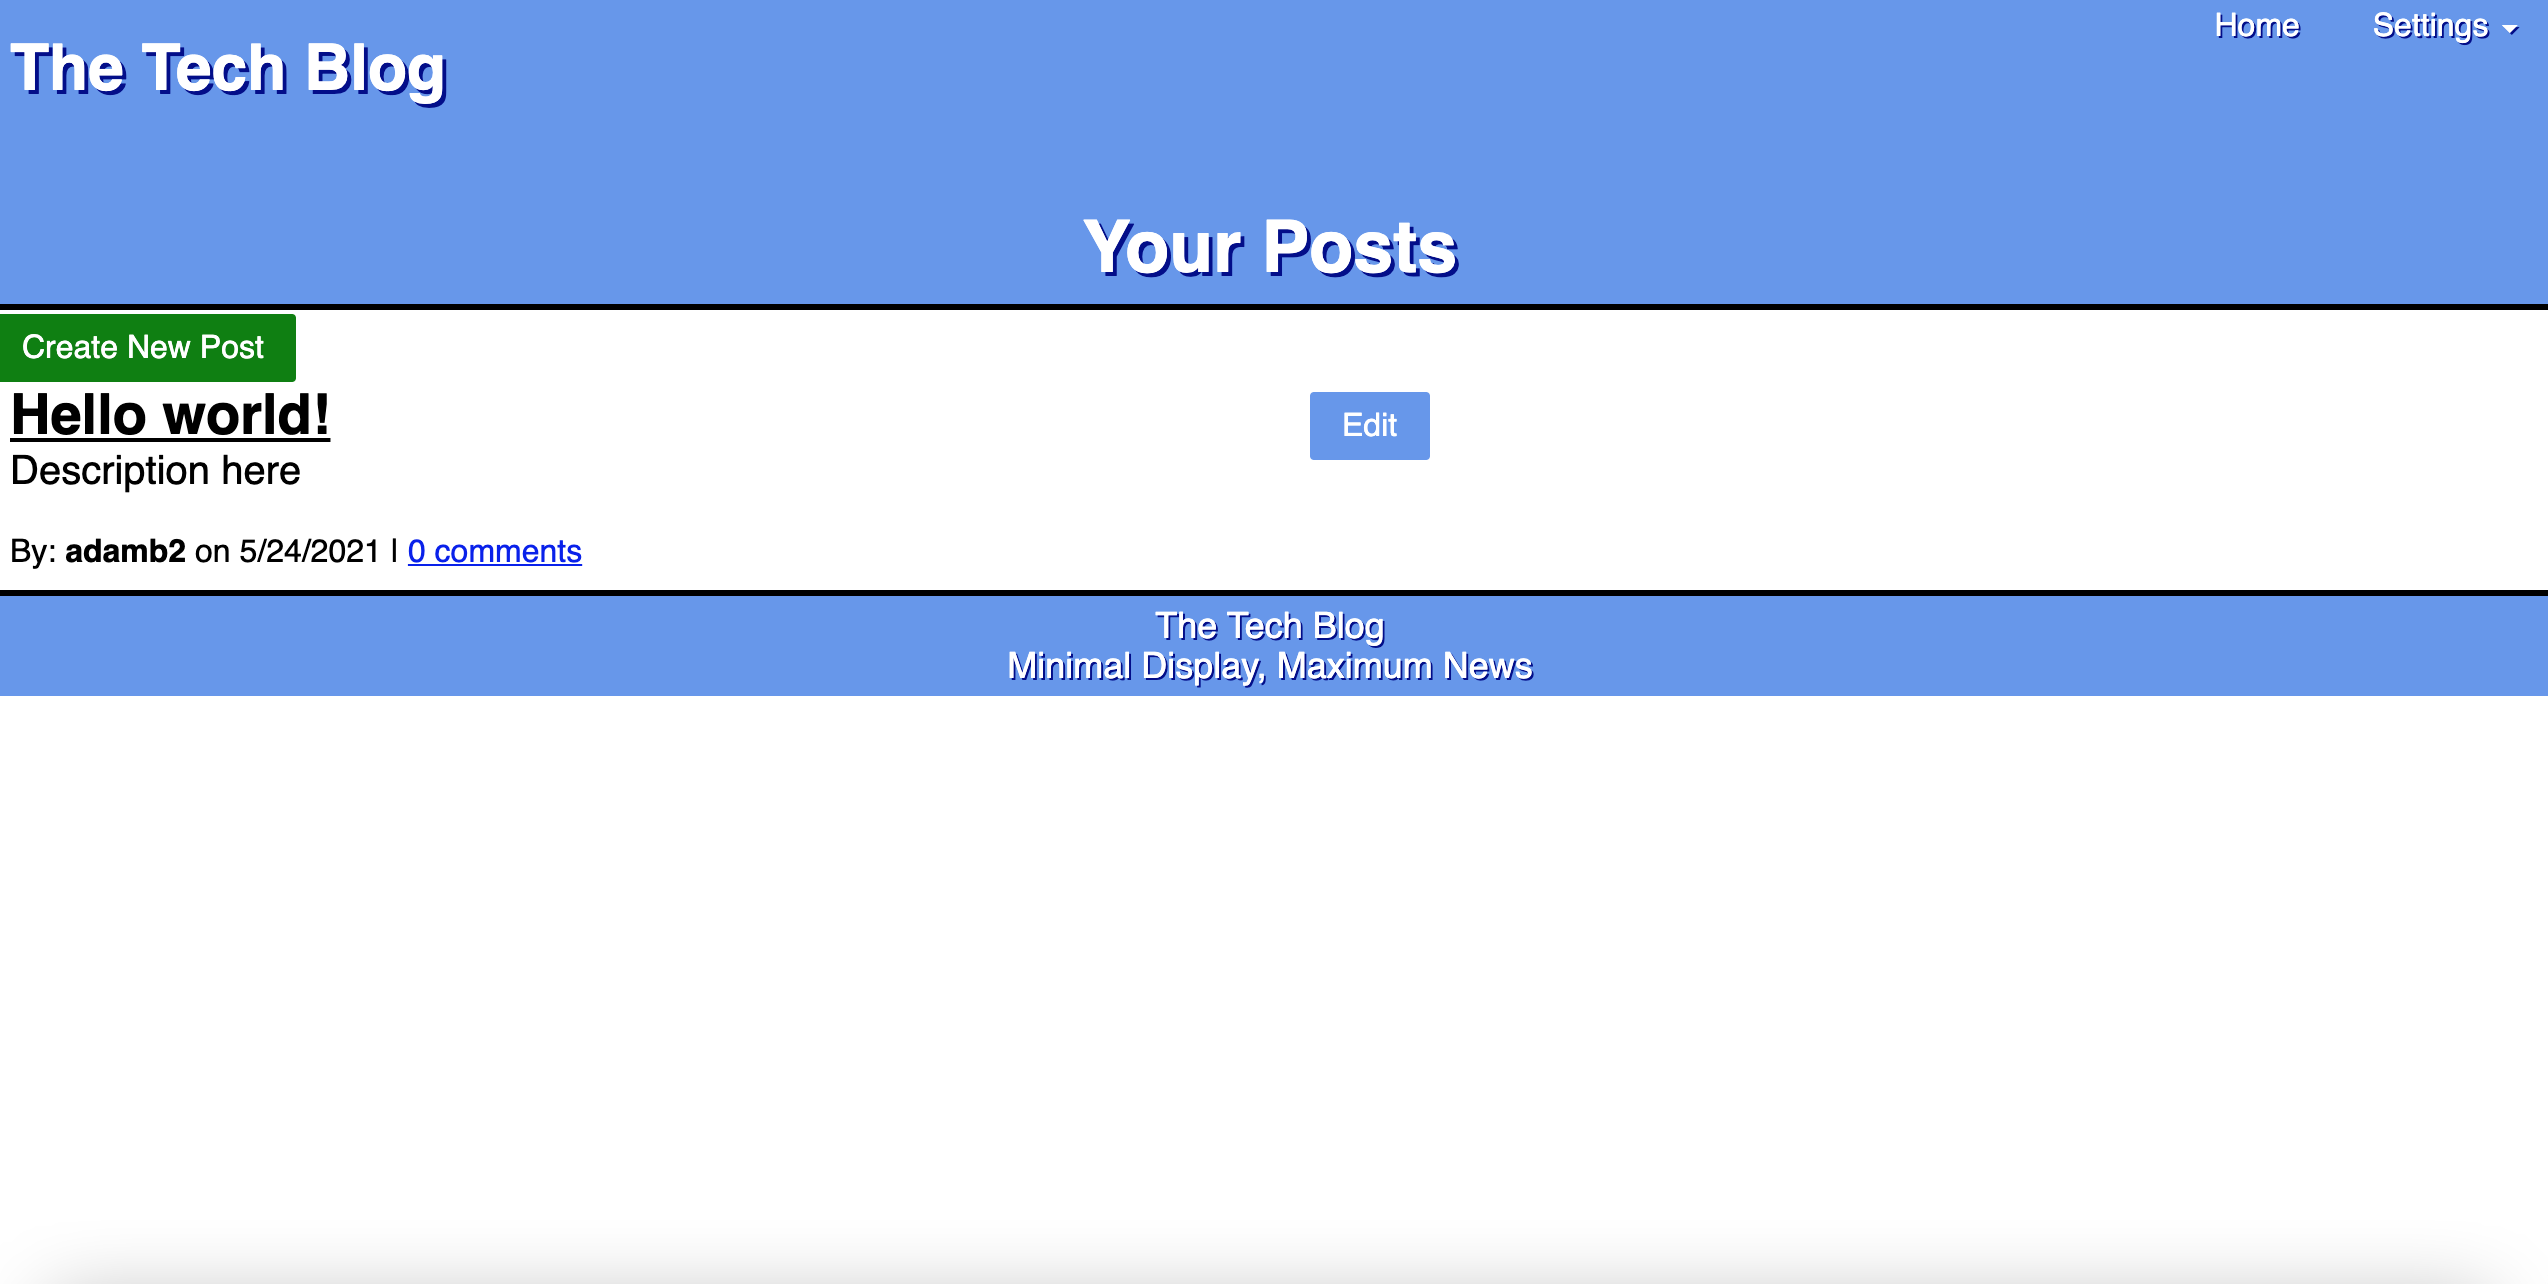 Home Settings
The Tech Blog
Your Posts
Create New Post
Hello world!
Edit
Description here
By: adamb2 on 5/24/2021 | 0 comments
The Tech Blog
Minimal Display, Maximum News